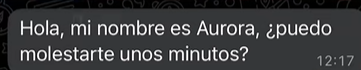 Hola, mi nombre es Aurora, ¿puedo
molestarte unos minutos?
12:17